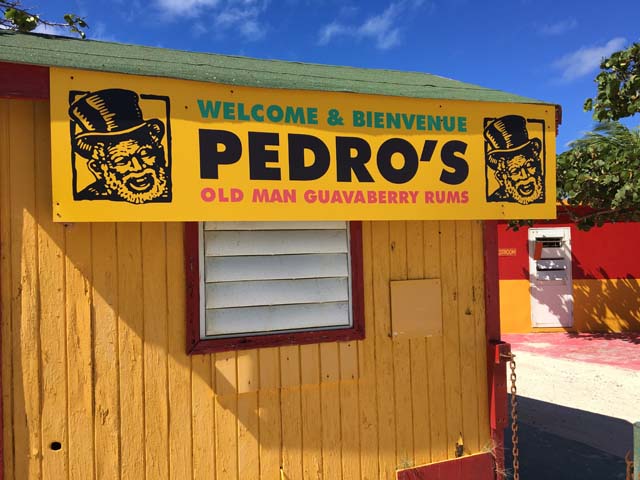 WELCOME & BIENVENUE
PEDRO'S
OLD MAN GUAVABERRY RUMS